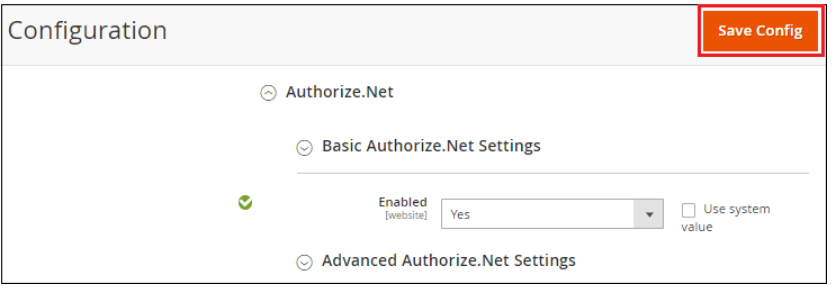 Configuration
Save Config
Authorize.Net
Basic Authorize.Net Settings
Enabled
[website]
Yes
Use system
value
Advanced Authorize.Net Settings